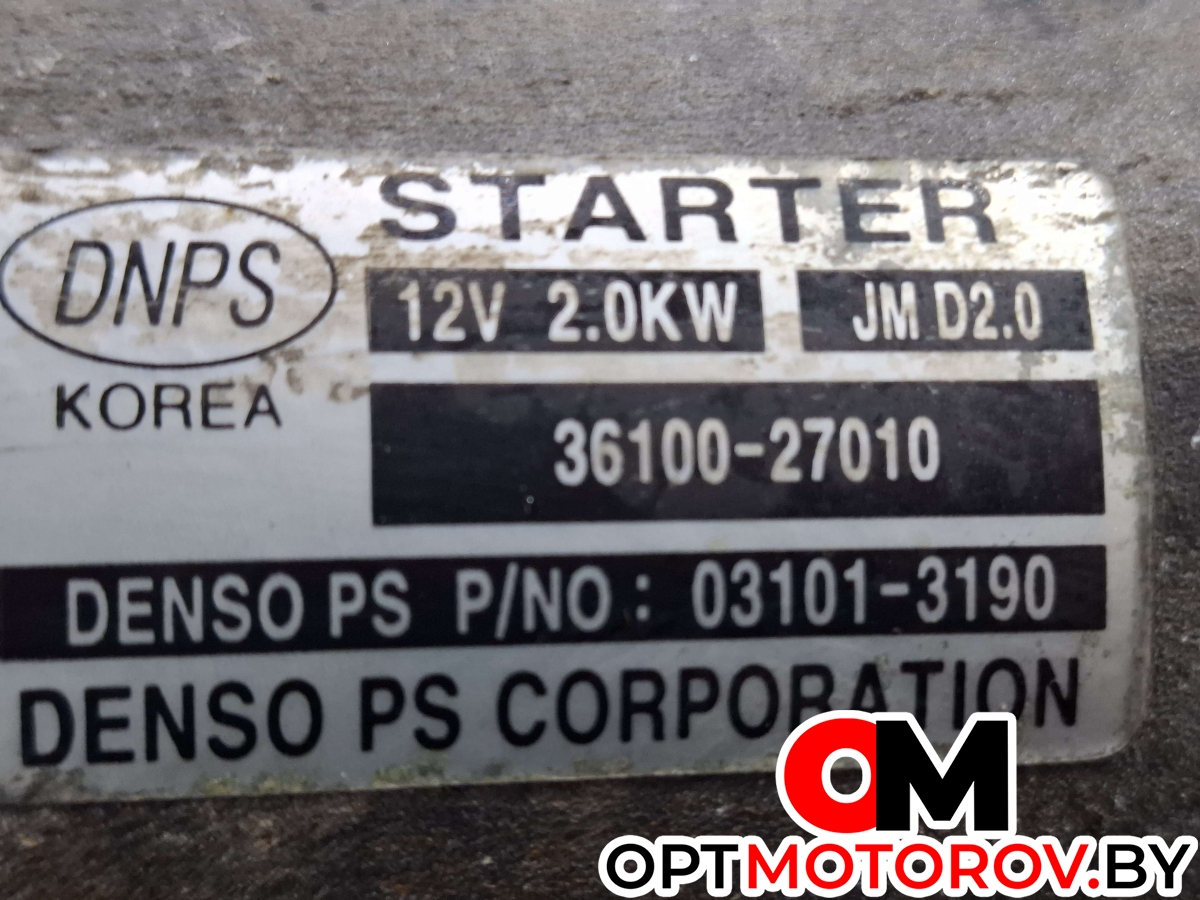 STARTER
DNPS
KOREA
12V 2.0KW JM D2.0
36100-27010
DENSO PS P/NO: 03101-3190
DENSO PS CORPORATION
OM
OPTMOTOROV.BY